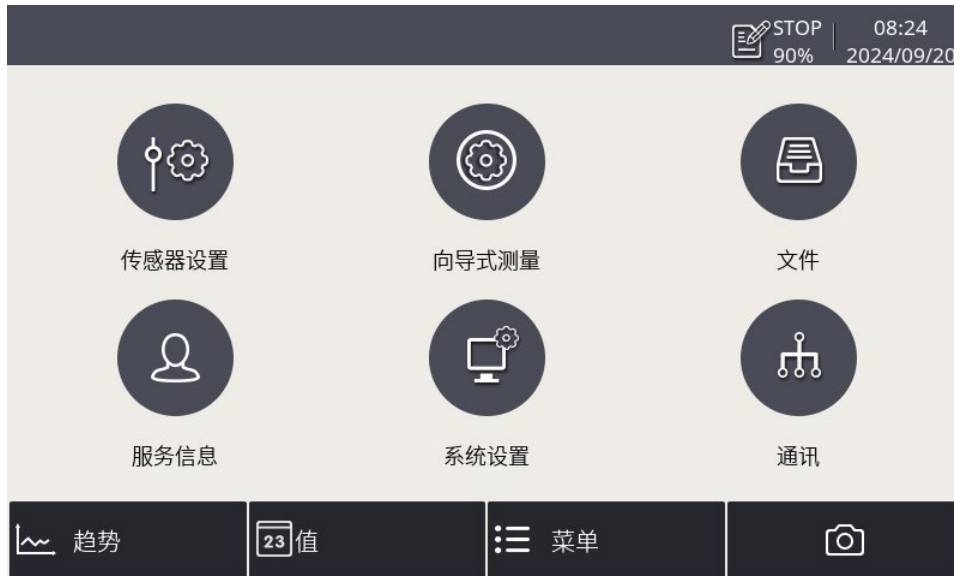 STOP 08:24
90% 2024/09/20
传感器设置 向导式测量 文件
服务信息 系统设置 通讯
趋势 23 值 菜单